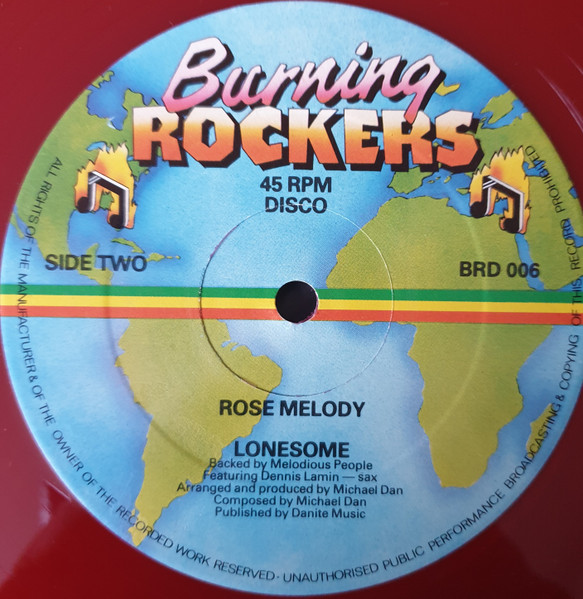 Burning
ROCKERS
45 RPM
DISCO
SIDE TWO
BRD 006
ROSE MELODY
LONESOME
Backed by Melodious People
Featuring Dennis Lamin — sax
Arranged and produced by Michael Dan
Composed by Michael Dan
Published by Danite Music
ALL RIGHTS OF THE MANUFACTURER & OF THE OWNER OF THE RECORDED WORK RESERVED · UNAUTHORISED PUBLIC PERFORMANCE BROADCASTING & COPYING OF THIS RECORD PROHIBITED